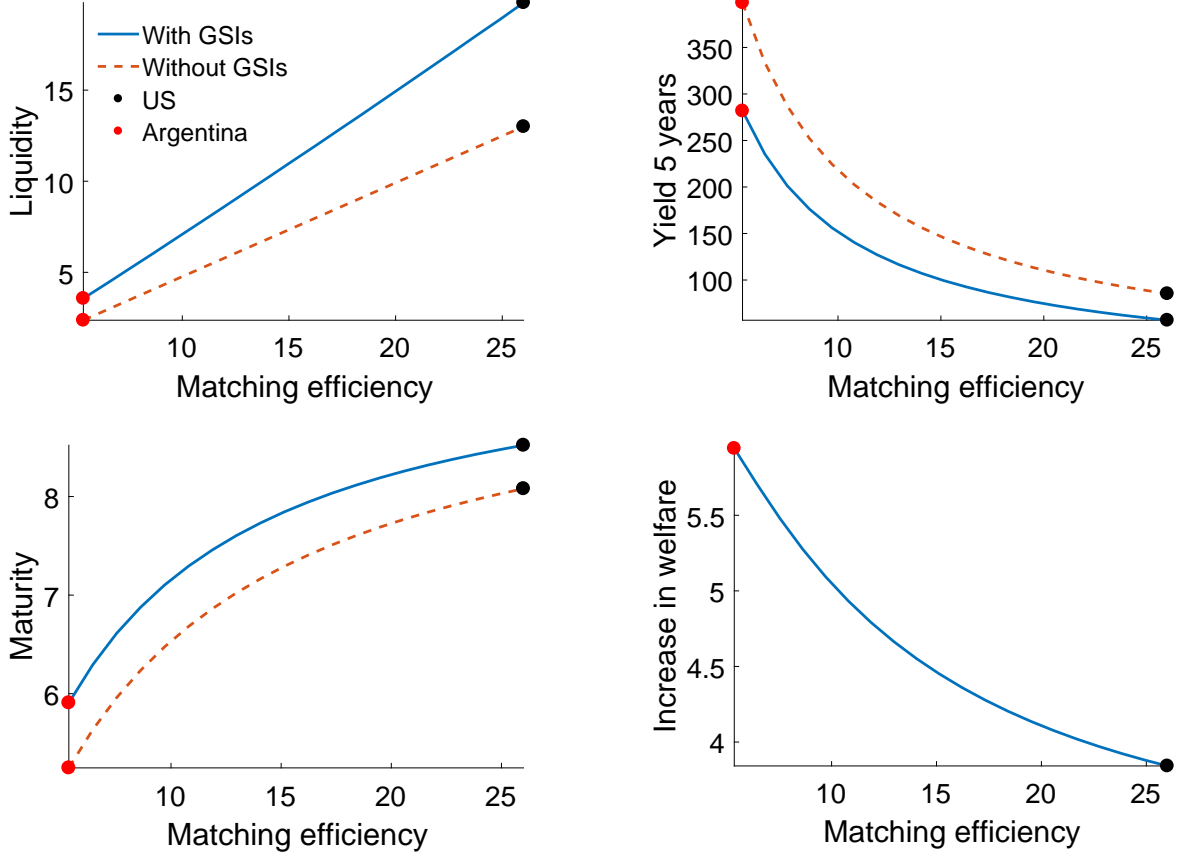 With GSIs
Without GSIs
US
Argentina
Liquidity
15
10
5
10 15 20 25
Matching efficiency
Yield 5 years
350
300
250
200
150
100
10 15 20 25
Matching efficiency
Maturity
8
7
6
10 15 20 25
Matching efficiency
Increase in welfare
5.5
5
4.5
4
10 15 20 25
Matching efficiency